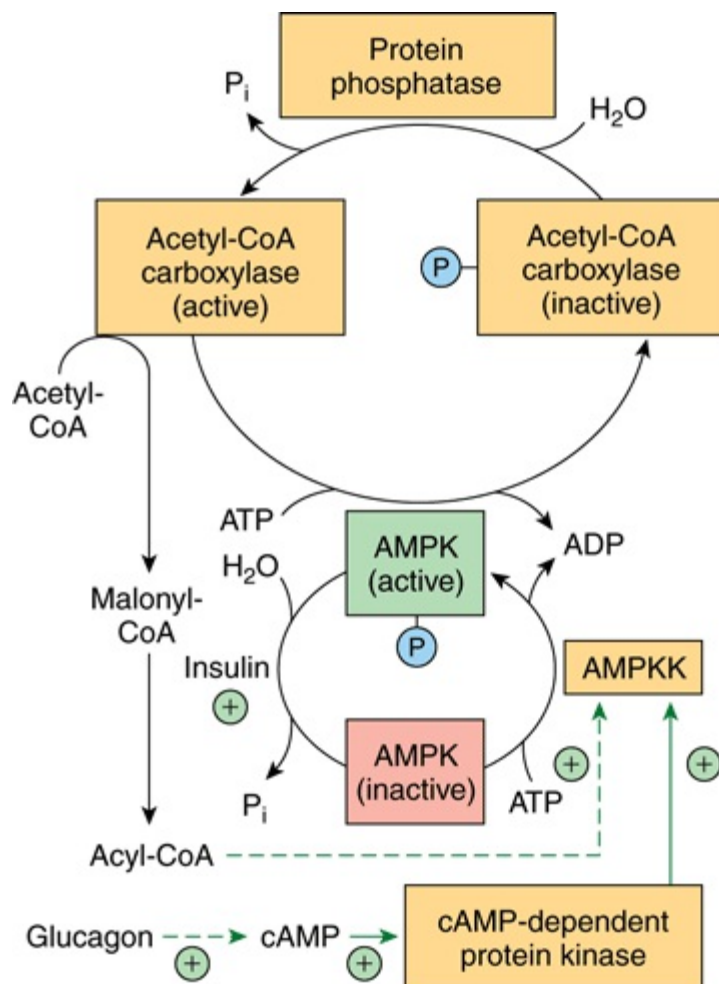 Protein
phosphatase
Pi
H2O
Acetyl-CoA
carboxylase
(active)
P
Acetyl-CoA
carboxylase
(inactive)
Acetyl-
CoA
ATP
ADP
H2O
AMPK
(active)
P
Malonyl-
CoA
Insulin
+
AMPKK
AMPK
(inactive)
+
+
Pi
ATP
Acyl-CoA
Glucagon
+
cAMP
+
cAMP-dependent
protein kinase